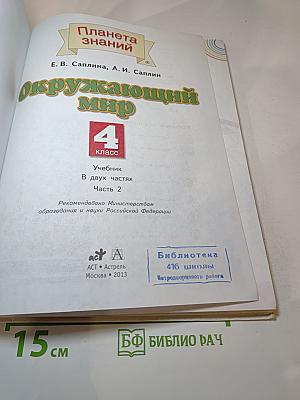 Планета
знаний
Е. В. Саплина, А. И. Саплин
Окружающий
мир
4
класс
Учебник
В двух частях
Часть 2
Рекомендовано Министерством
образования и науки Российской Федерации
АСТ • Астрель
Москва • 2013
Библиотека
416 школы
15 см
БФ БИБЛИО